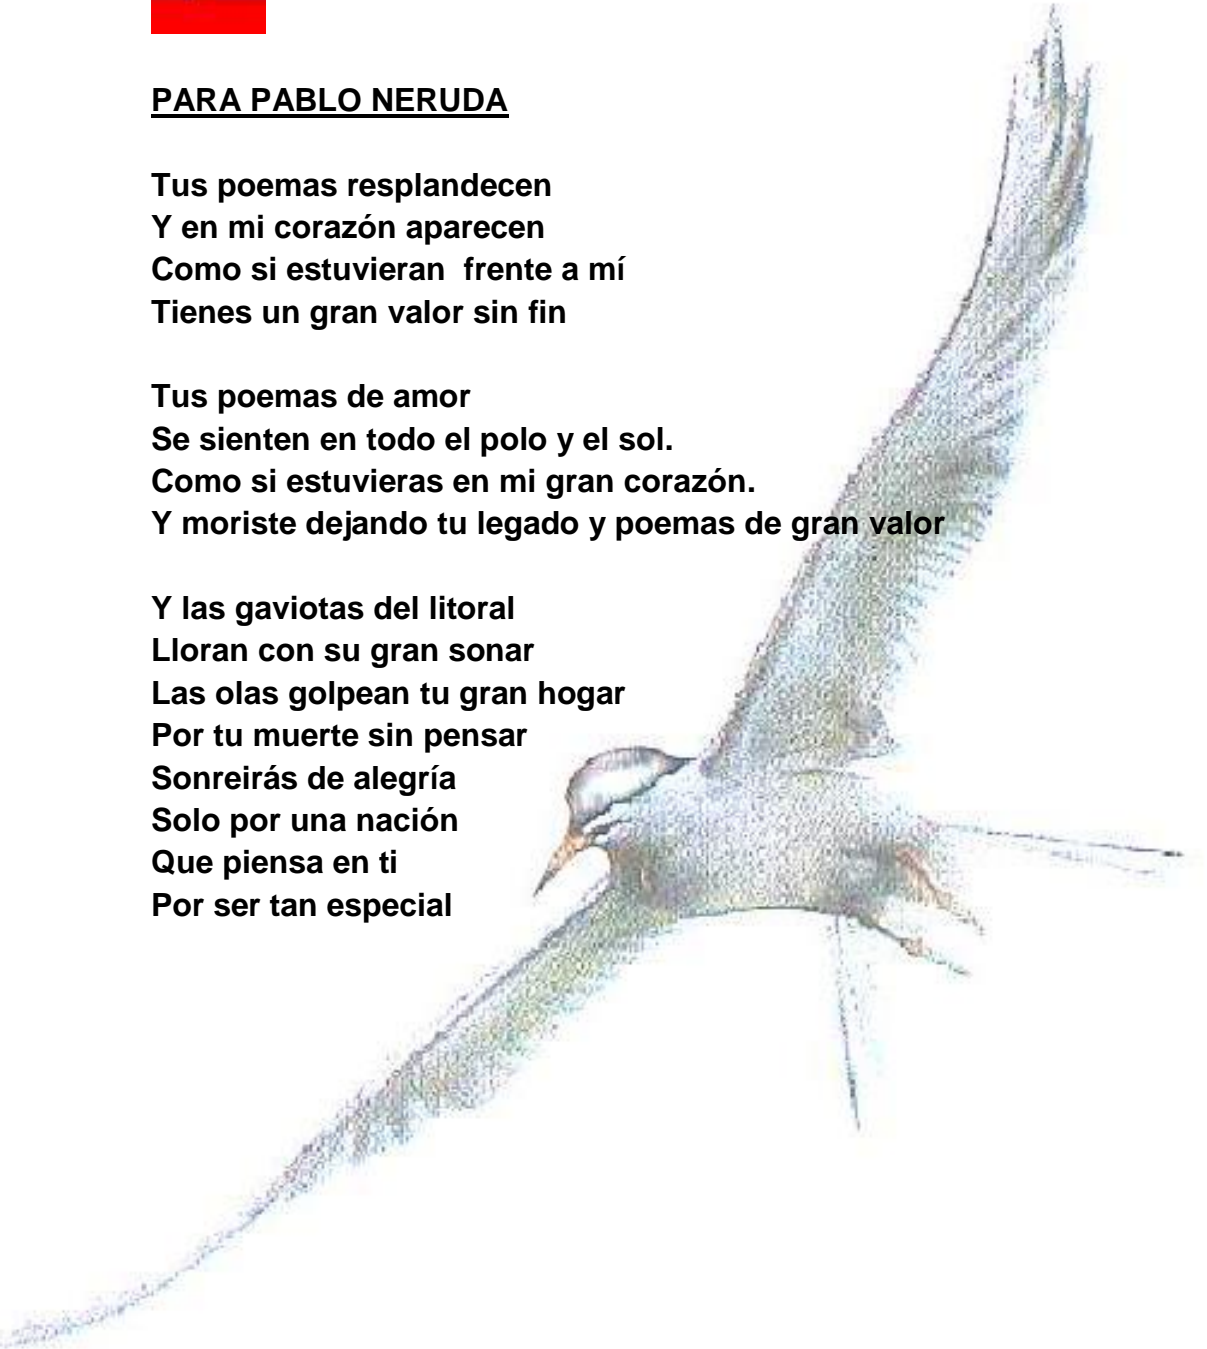 PARA PABLO NERUDA
Tus poemas resplandecen
Y en mi corazón aparecen
Como si estuvieran  frente a mí
Tienes un gran valor sin fin
Tus poemas de amor
Se sienten en todo el polo y el sol.
Como si estuvieras en mi gran corazón.
Y moriste dejando tu legado y poemas de gran valor
Y las gaviotas del litoral
Lloran con su gran sonar
Las olas golpean tu gran hogar
Por tu muerte sin pensar
Sonreirás de alegría
Solo por una nación
Que piensa en ti
Por ser tan especial